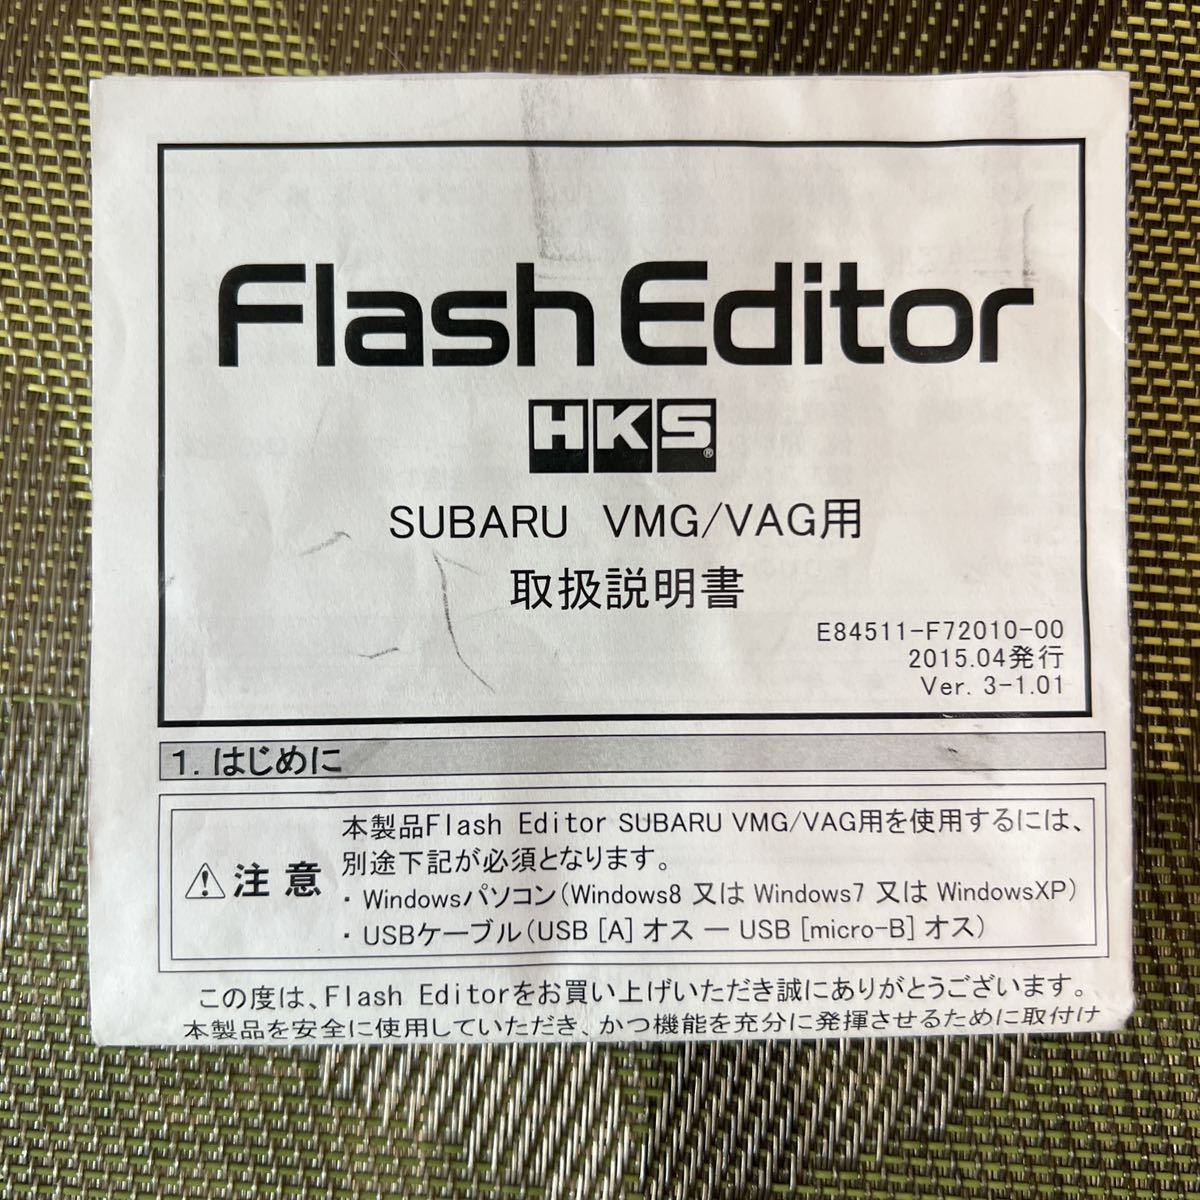 Flash Editor
HKS®
SUBARU VMG/VAG用
取扱説明書
E84511-F72010-00
2015.04発行
Ver. 3-1.01
1. はじめに
注意
本製品Flash Editor SUBARU VMG/VAG用を使用するには、
別途下記が必須となります。
・Windowsパソコン(Windows8 又は Windows7 又は WindowsXP)
・USBケーブル(USB [A] オス ー USB [micro-B] オス)
この度は、Flash Editorをお買い上げいただき誠にありがとうございます。
本製品を安全に使用していただき、かつ機能を充分に発揮させるために取付け